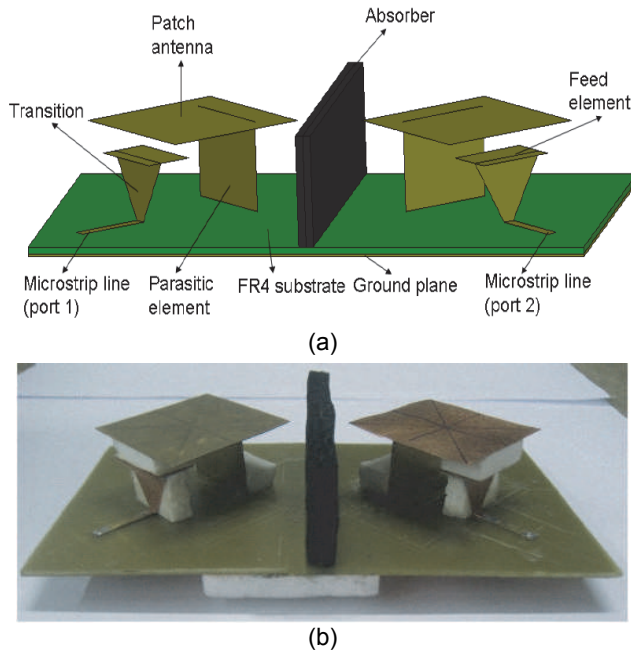 Patch
antenna
Absorber
Feed
element
Transition
Microstrip line
(port 1)
Parasitic
element
FR4 substrate
Ground plane
Microstrip line
(port 2)
(a)
(b)